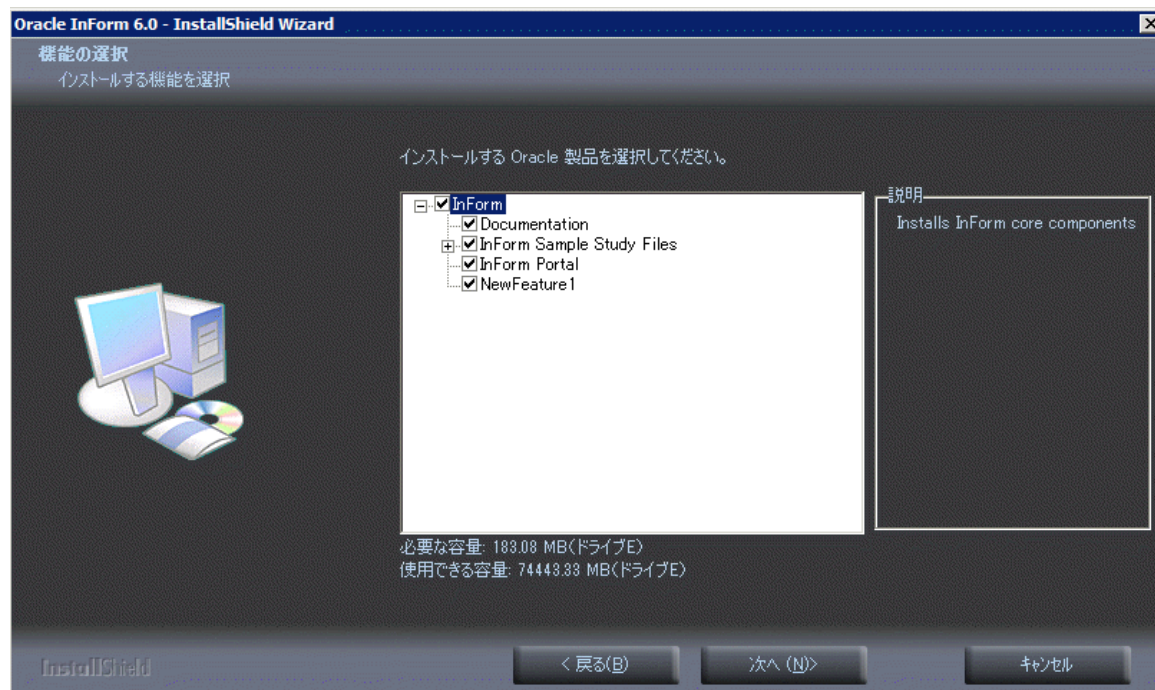 Oracle InForm 6.0 - InstallShield Wizard
機能の選択
インストールする機能を選択
インストールする Oracle 製品を選択してください。
InForm
Documentation
InForm Sample Study Files
InForm Portal
NewFeature1
説明
Installs InForm core components
必要な容量: 183.08 MB(ドライブE)
使用できる容量: 74443.33 MB(ドライブE)
InstallShield
< 戻る(B)
次へ (N)>
キャンセル